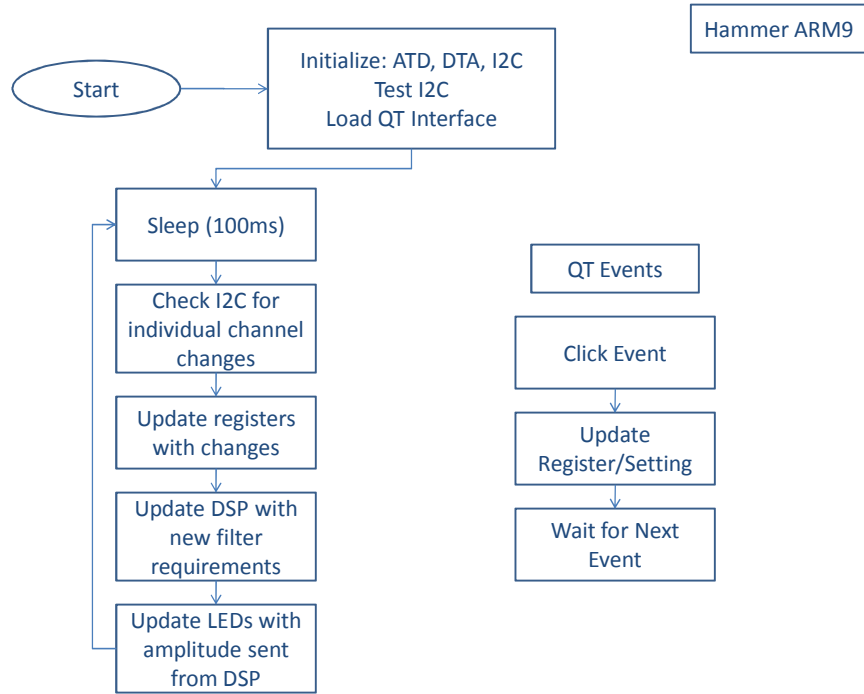 Hammer ARM9
Start
Initialize: ATD, DTA, I2C
Test I2C
Load QT Interface
Sleep (100ms)
Check I2C for
individual channel
changes
Update registers
with changes
Update DSP with
new filter
requirements
Update LEDs with
amplitude sent
from DSP
QT Events
Click Event
Update
Register/Setting
Wait for Next
Event